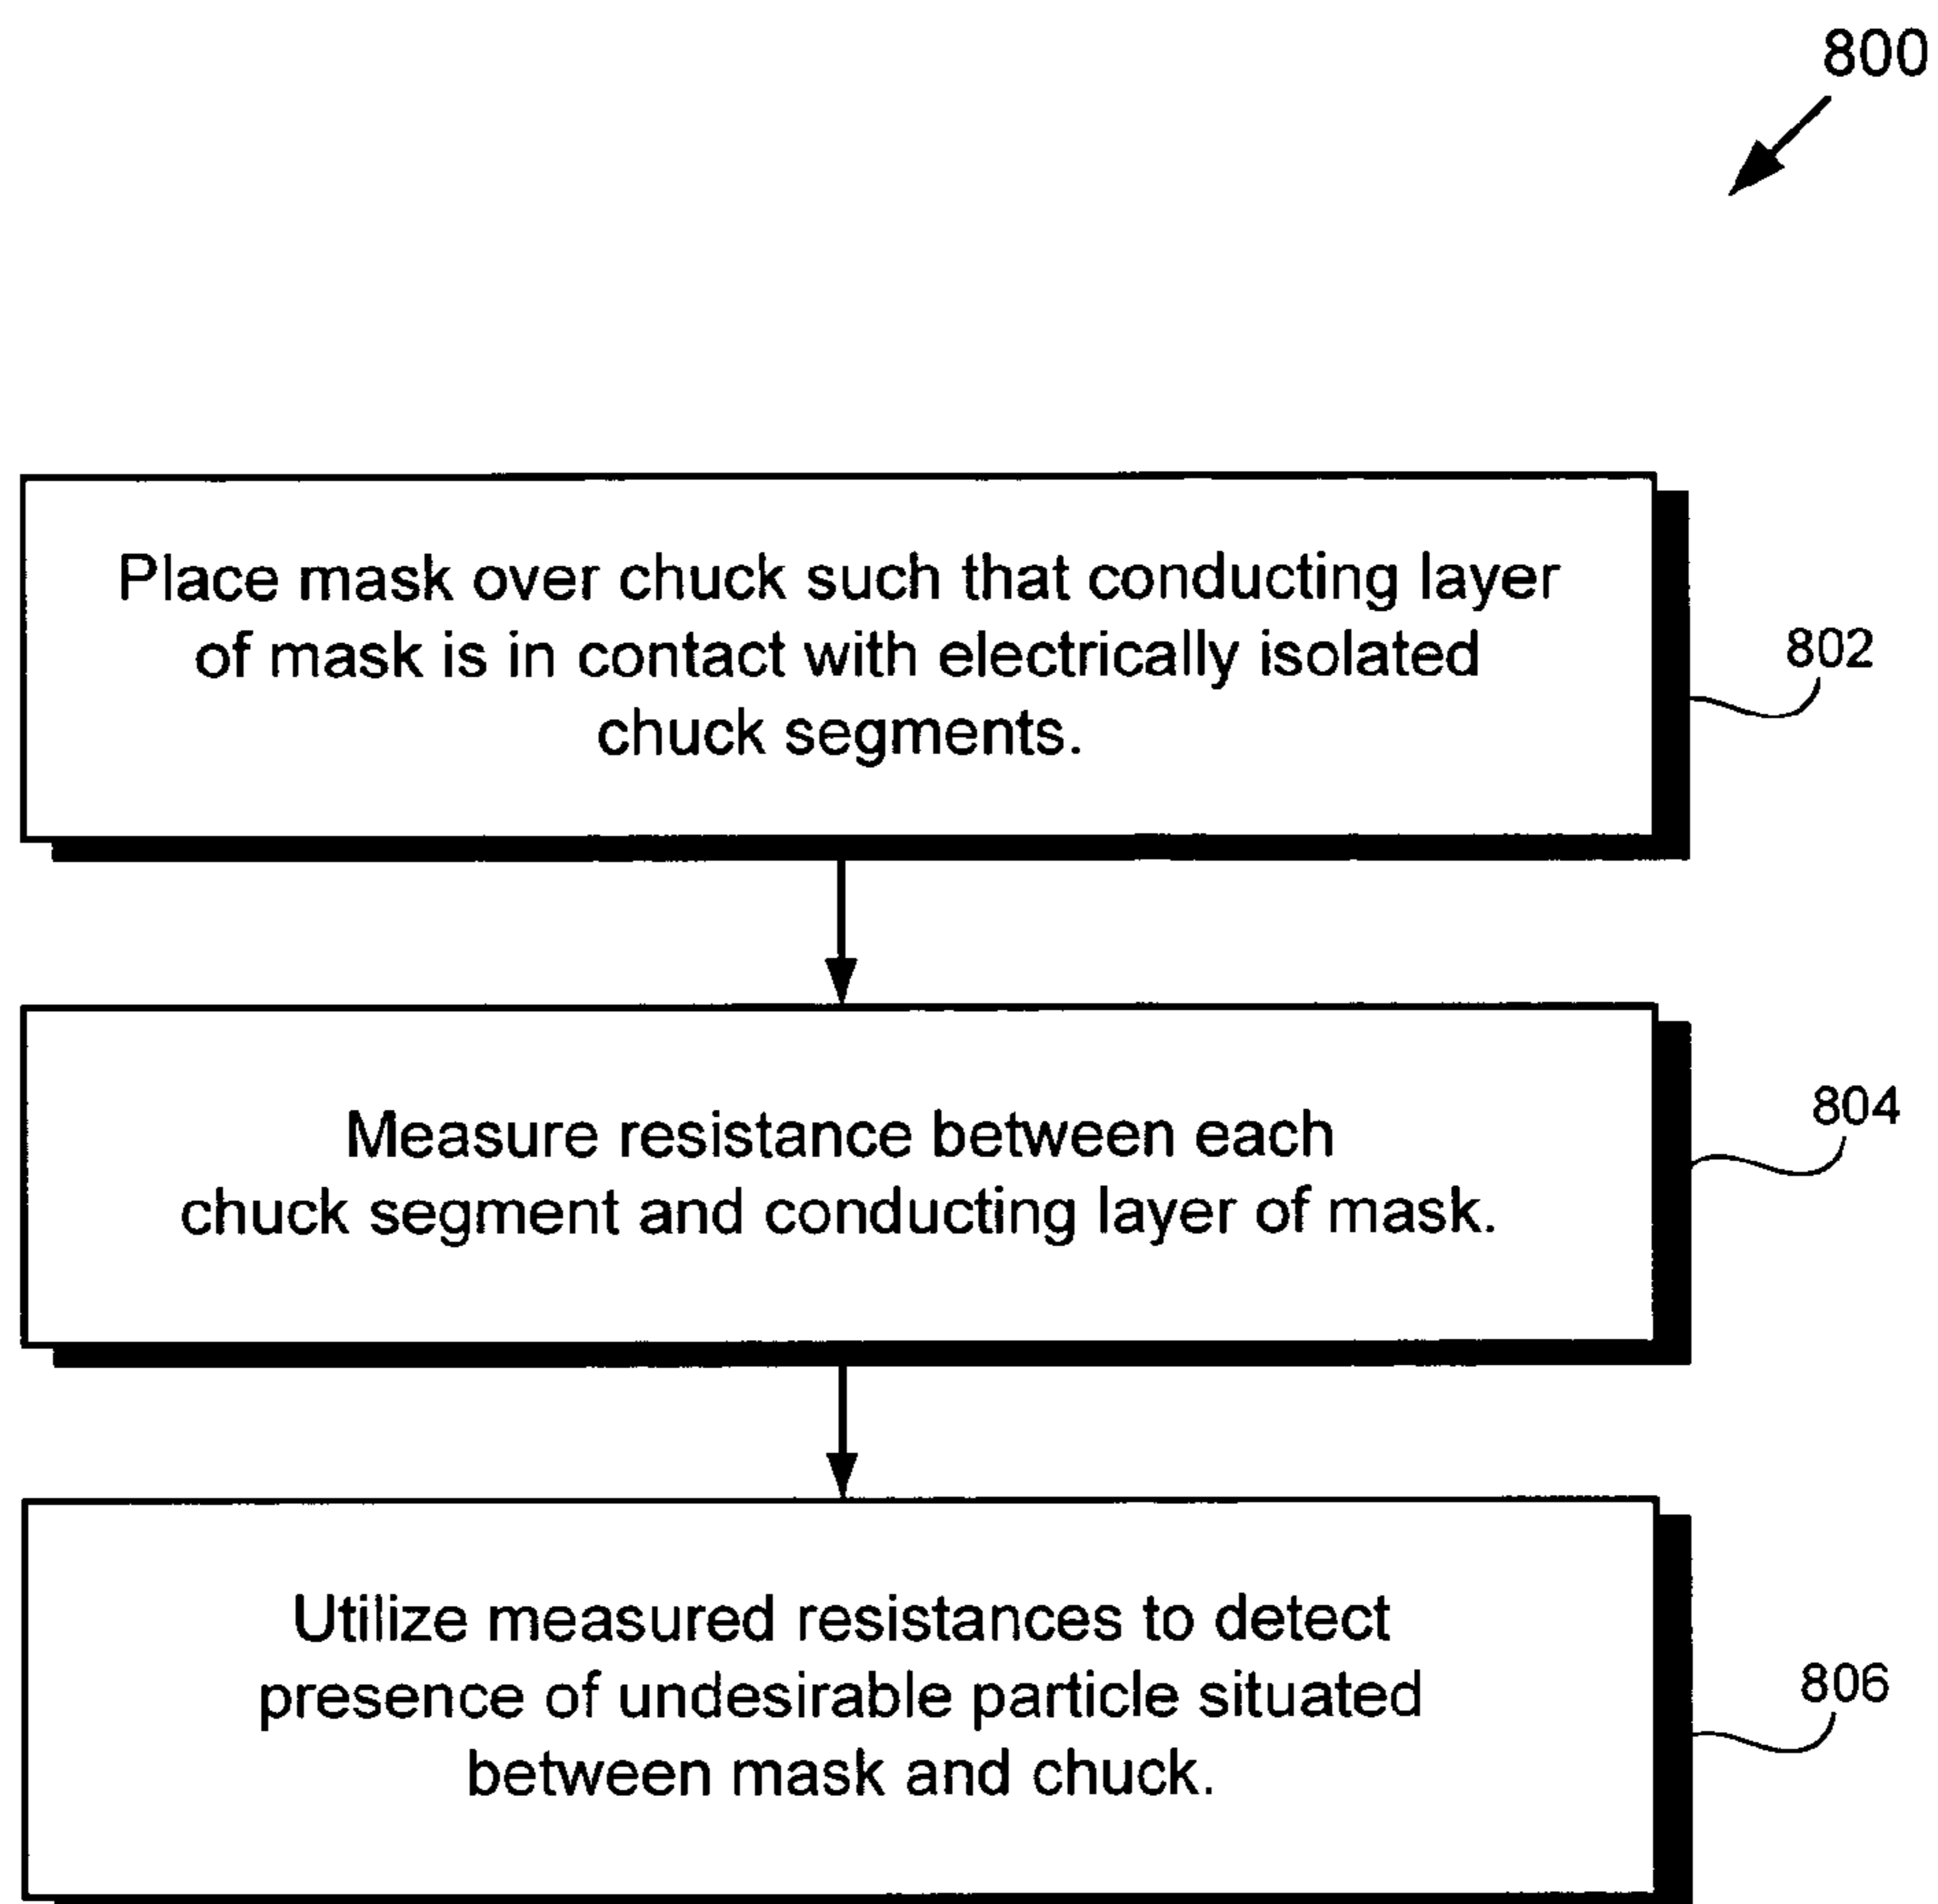 800
Place mask over chuck such that conducting layer
of mask is in contact with electrically isolated
chuck segments.
802
Measure resistance between each
chuck segment and conducting layer of mask.
804
Utilize measured resistances to detect
presence of undesirable particle situated
between mask and chuck.
806